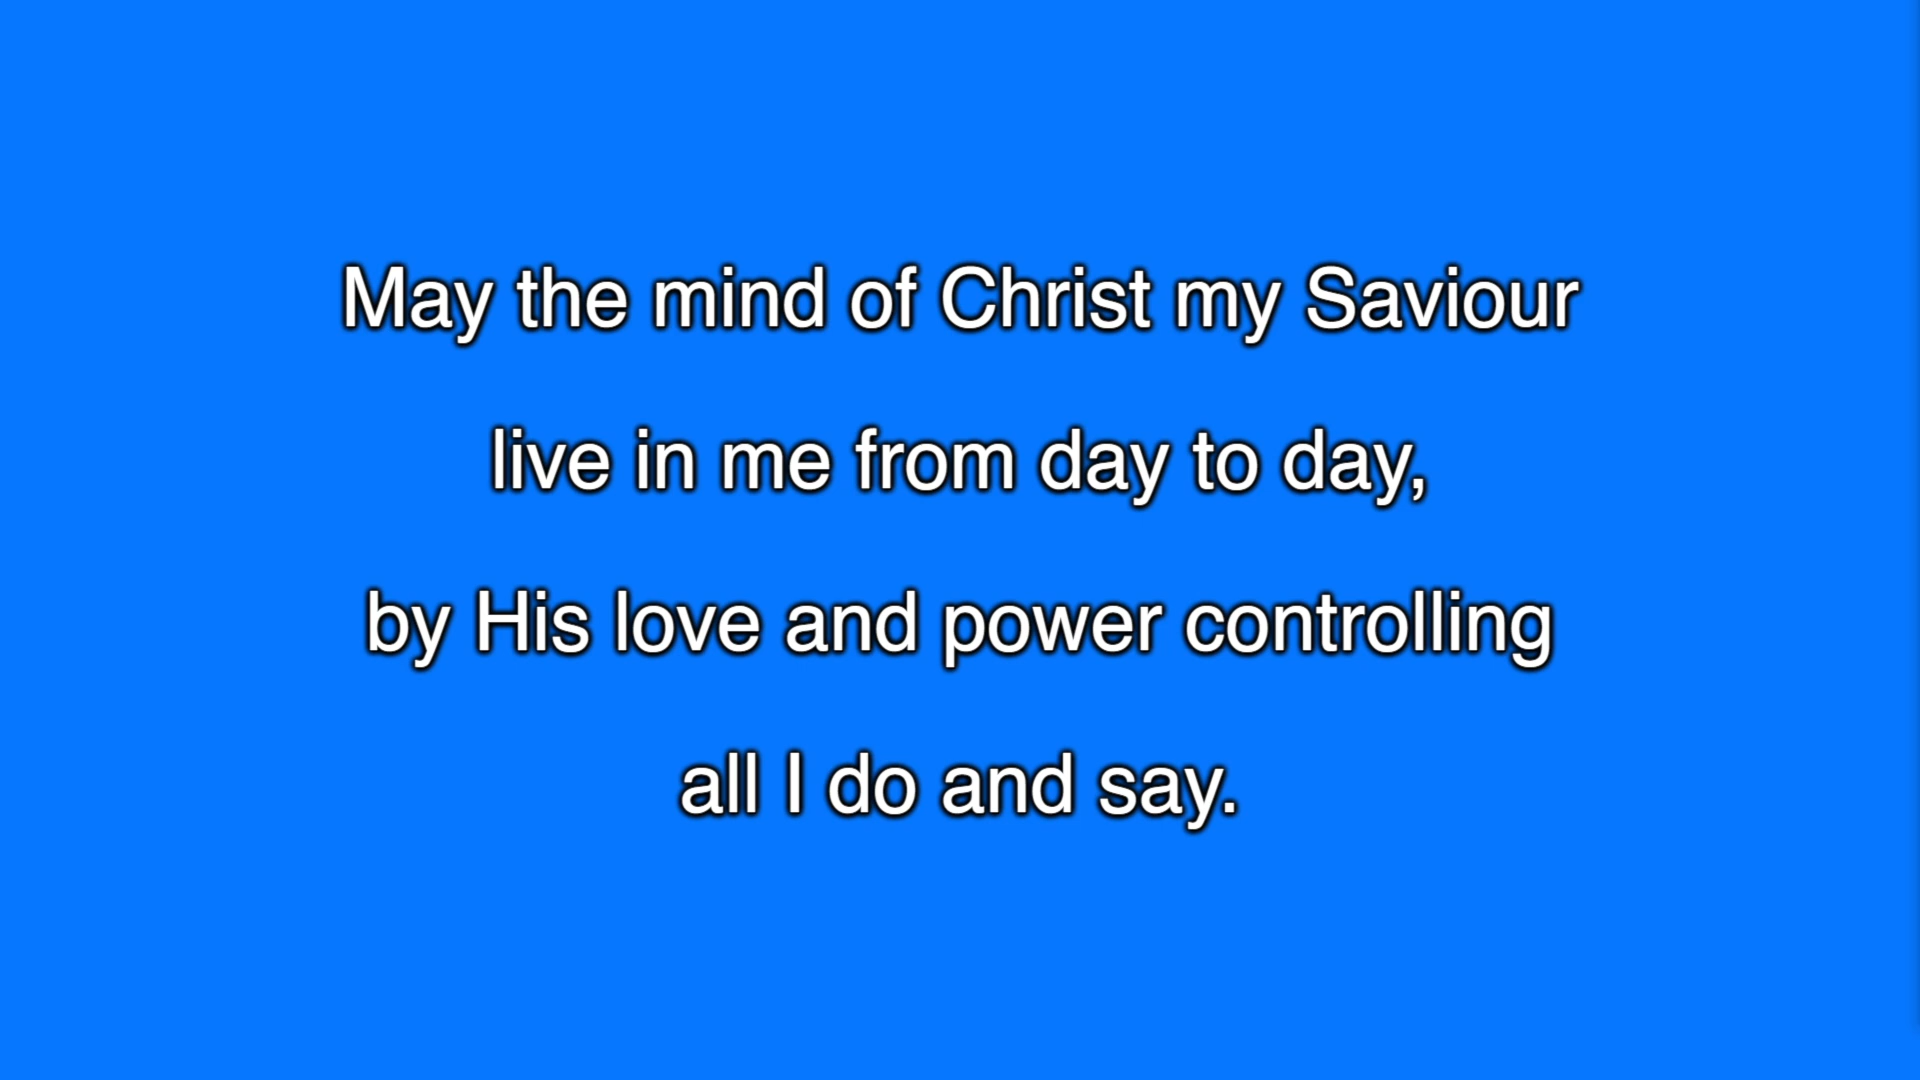 May the mind of Christ my Saviour
live in me from day to day,
by His love and power controlling
all I do and say.